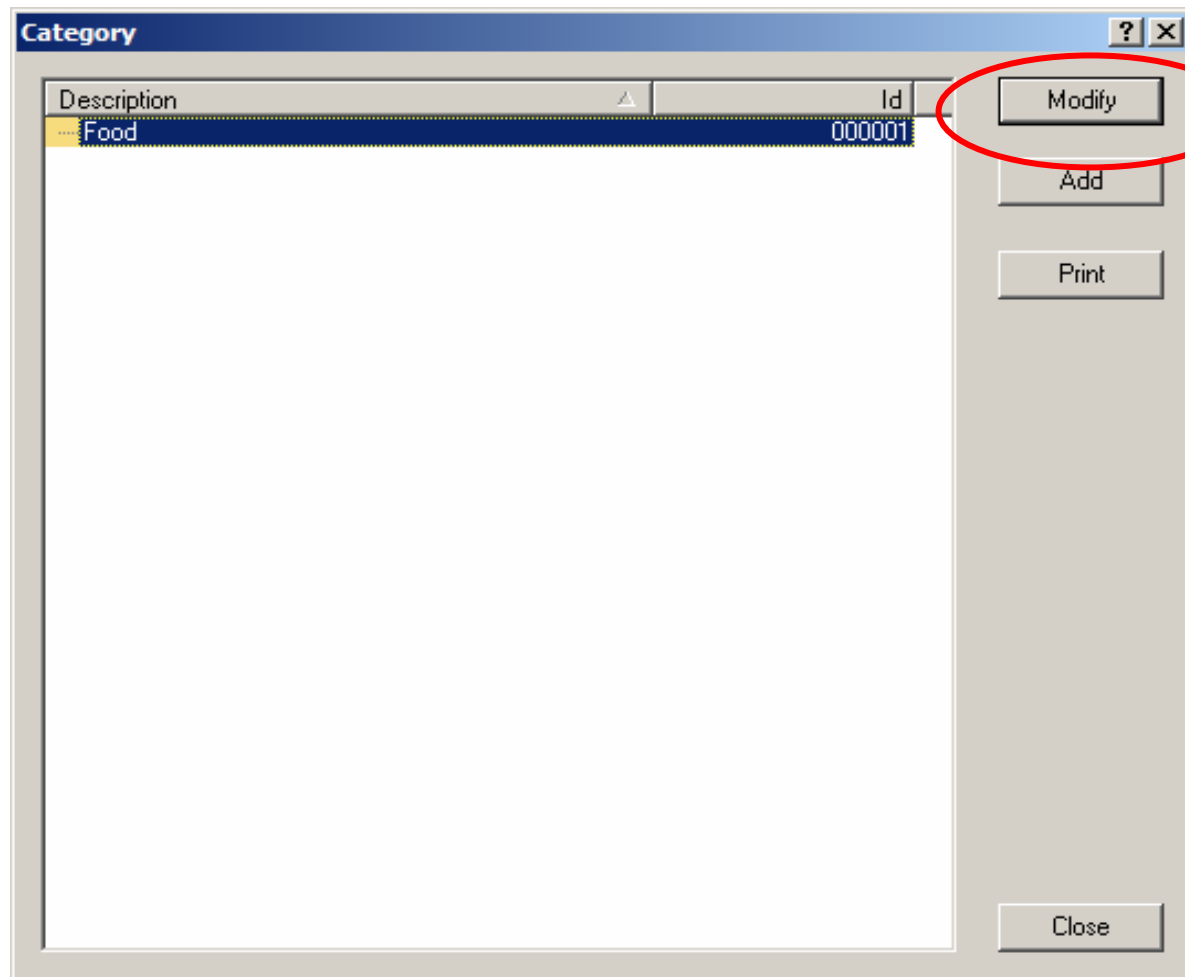 Category
Description Id
Food 000001
Modify
Add
Print
Close